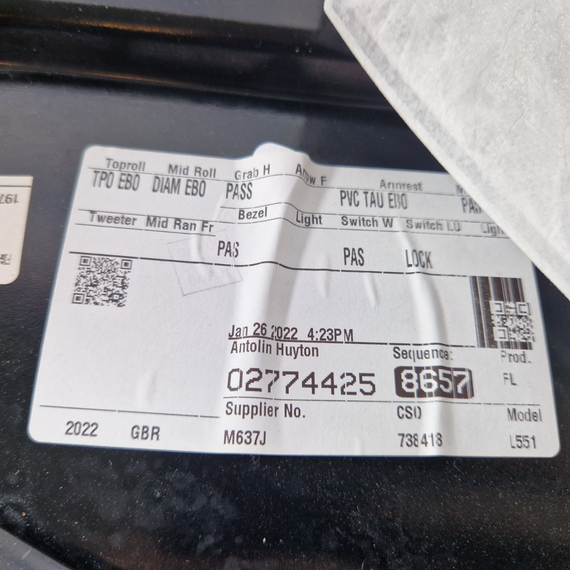 Toproll Mid Roll Grab H Arrow F Armrest
TPO EBO DIAM EBO PASS PVC TAU EBO
Tweeter Mid Ran Fr Bezel Light Switch W Switch LO
PAS PAS LOCK
Jan 26 2022 4:23PM
Antolin Huyton Sequence: Prod.
02774425 8657 FL
Supplier No. CSO Model
2022 GBR M637J 738418 L551